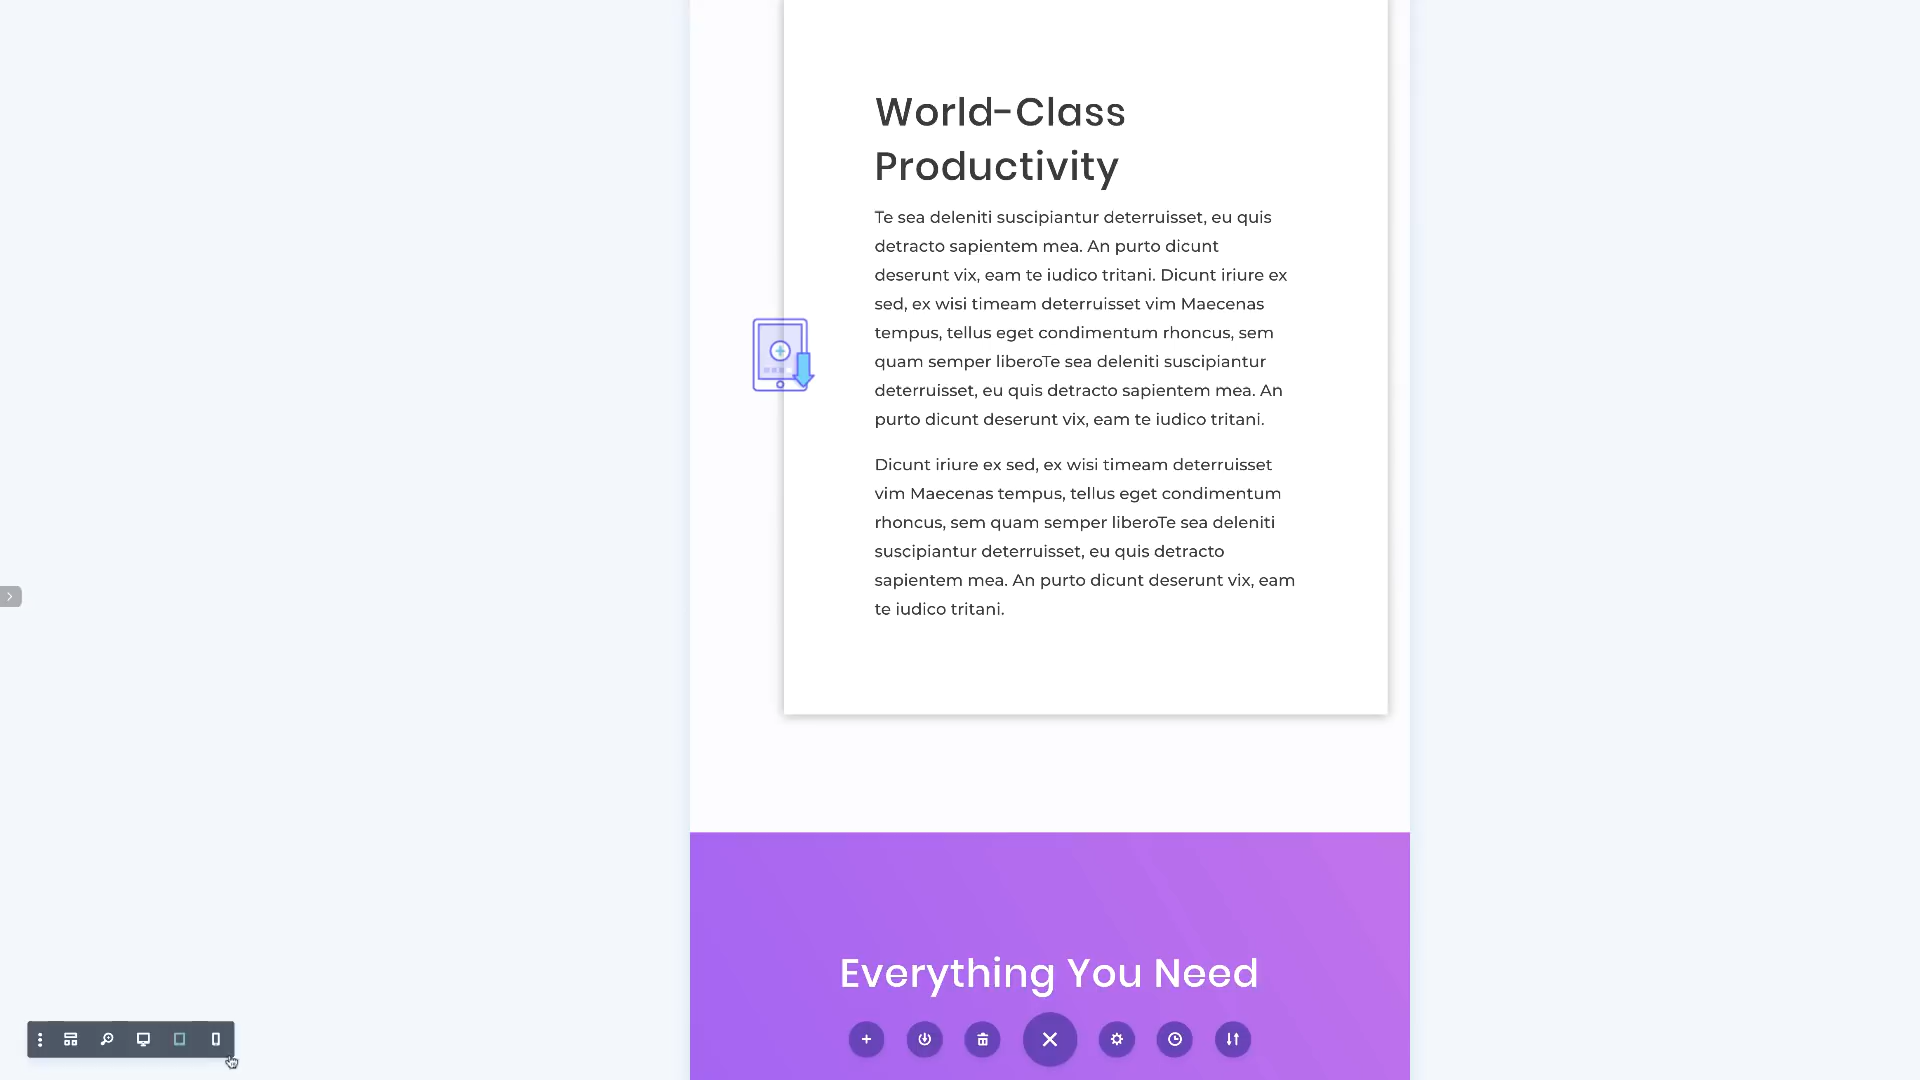 World-Class
Productivity
Te sea deleniti suscipiantur deterruisset, eu quis
detracto sapientem mea. An purto dicunt
deserunt vix, eam te iudico tritani. Dicunt iriure ex
sed, ex wisi timeam deterruisset vim Maecenas
tempus, tellus eget condimentum rhoncus, sem
quam semper liberoTe sea deleniti suscipiantur
deterruisset, eu quis detracto sapientem mea. An
purto dicunt deserunt vix, eam te iudico tritani.
Dicunt iriure ex sed, ex wisi timeam deterruisset
vim Maecenas tempus, tellus eget condimentum
rhoncus, sem quam semper liberoTe sea deleniti
suscipiantur deterruisset, eu quis detracto
sapientem mea. An purto dicunt deserunt vix, eam
te iudico tritani.
Everything You Need